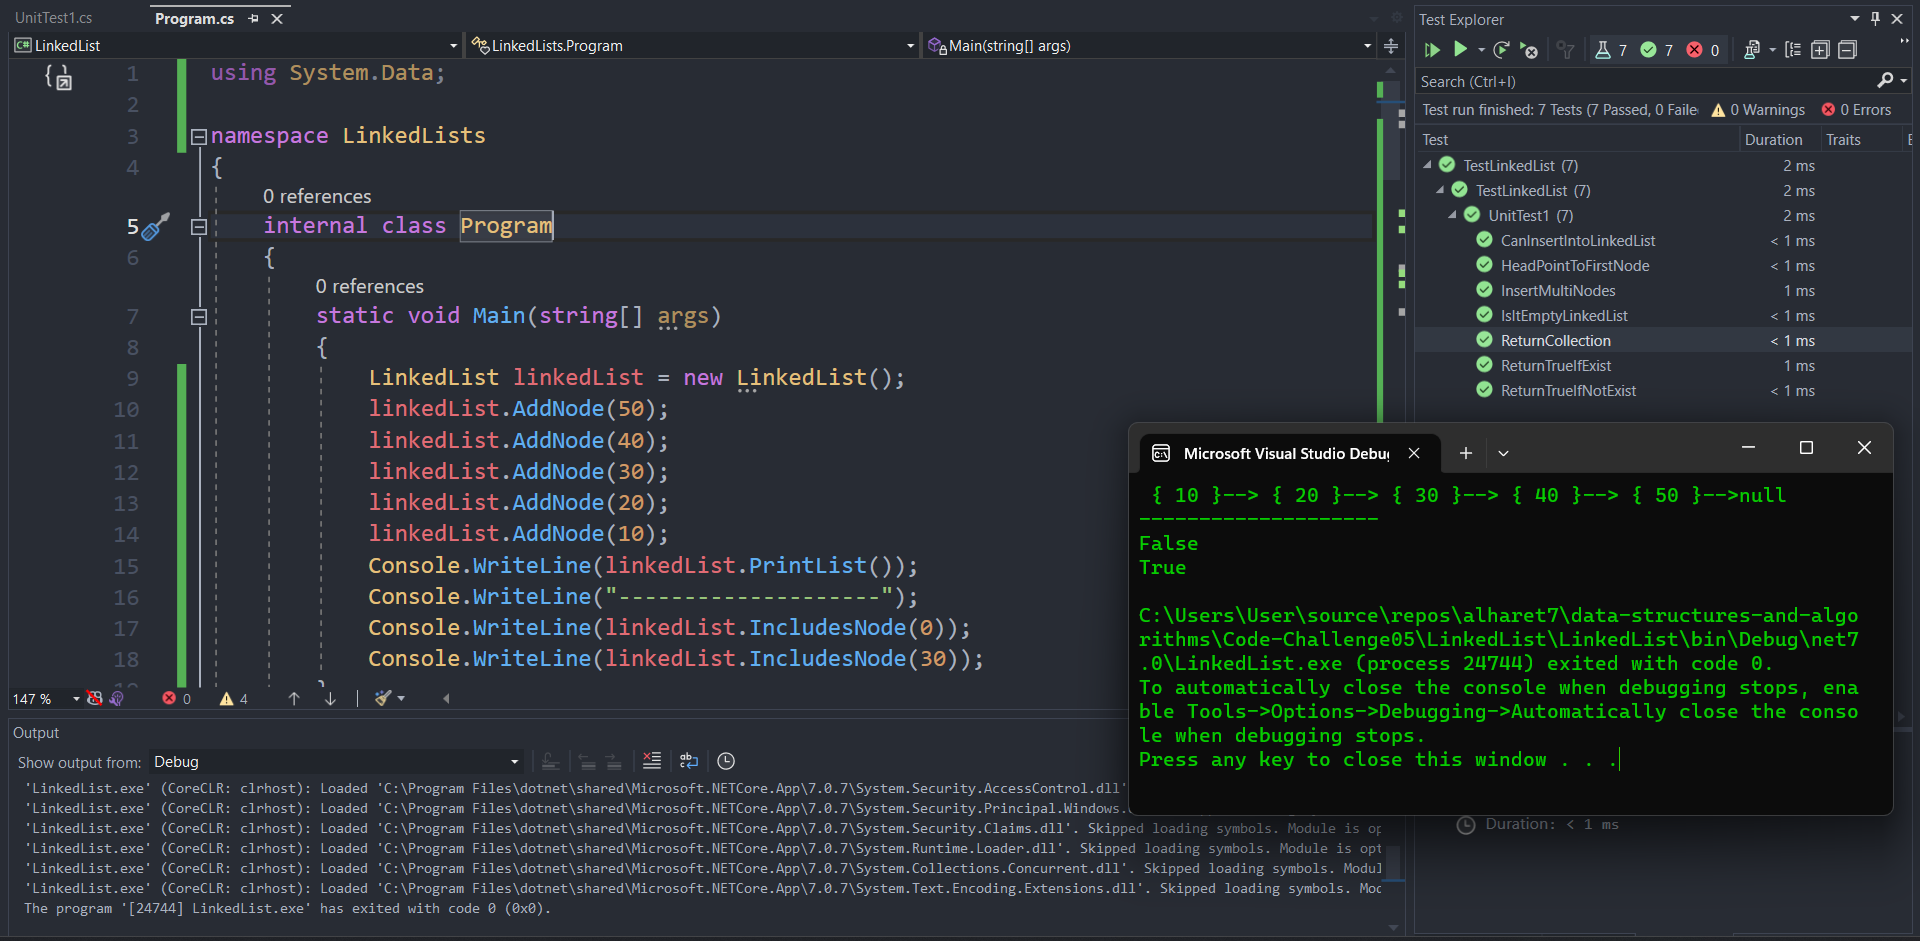 UnitTest1.cs
Program.cs
LinkedList
LinkedLists.Program
Main(string[] args)
1 using System.Data;
2
3 namespace LinkedLists
4 {
0 references
5 internal class Program
6 {
0 references
7 static void Main(string[] args)
8 {
9 LinkedList linkedList = new LinkedList();
10 linkedList.AddNode(50);
11 linkedList.AddNode(40);
12 linkedList.AddNode(30);
13 linkedList.AddNode(20);
14 linkedList.AddNode(10);
15 Console.WriteLine(linkedList.PrintList());
16 Console.WriteLine("--------------------");
17 Console.WriteLine(linkedList.IncludesNode(0));
18 Console.WriteLine(linkedList.IncludesNode(30));
147 %
0
4
Output
Show output from: Debug
'LinkedList.exe' (CoreCLR: clrhost): Loaded 'C:\Program Files\dotnet\shared\Microsoft.NETCore.App\7.0.7\System.Security.AccessControl.dll'
'LinkedList.exe' (CoreCLR: clrhost): Loaded 'C:\Program Files\dotnet\shared\Microsoft.NETCore.App\7.0.7\System.Security.Principal.Windows.
'LinkedList.exe' (CoreCLR: clrhost): Loaded 'C:\Program Files\dotnet\shared\Microsoft.NETCore.App\7.0.7\System.Security.Claims.dll'. Skipped loading symbols. Module is op
'LinkedList.exe' (CoreCLR: clrhost): Loaded 'C:\Program Files\dotnet\shared\Microsoft.NETCore.App\7.0.7\System.Runtime.Loader.dll'. Skipped loading symbols. Module is opt
'LinkedList.exe' (CoreCLR: clrhost): Loaded 'C:\Program Files\dotnet\shared\Microsoft.NETCore.App\7.0.7\System.Collections.Concurrent.dll'. Skipped loading symbols. Modul
'LinkedList.exe' (CoreCLR: clrhost): Loaded 'C:\Program Files\dotnet\shared\Microsoft.NETCore.App\7.0.7\System.Text.Encoding.Extensions.dll'. Skipped loading symbols. Moc
The program '[24744] LinkedList.exe' has exited with code 0 (0x0).
Test Explorer
7 7 0
Search (Ctrl+I)
Test run finished: 7 Tests (7 Passed, 0 Faile 0 Warnings 0 Errors
Test Duration Traits
TestLinkedList (7) 2 ms
TestLinkedList (7) 2 ms
UnitTest1 (7) 2 ms
CanInsertIntoLinkedList < 1 ms
HeadPointToFirstNode < 1 ms
InsertMultiNodes 1 ms
IsItEmptyLinkedList < 1 ms
ReturnCollection < 1 ms
ReturnTrueIfExist 1 ms
ReturnTrueIfNotExist < 1 ms
Microsoft Visual Studio Debu
{ 10 }--> { 20 }--> { 30 }--> { 40 }--> { 50 }-->null
--------------------
False
True
C:\Users\User\source\repos\alharet7\data-structures-and-algo
rithms\Code-Challenge05\LinkedList\LinkedList\bin\Debug\net7
.0\LinkedList.exe (process 24744) exited with code 0.
To automatically close the console when debugging stops, ena
ble Tools->Options->Debugging->Automatically close the conso
le when debugging stops.
Press any key to close this window . . .
Duration: < 1 ms